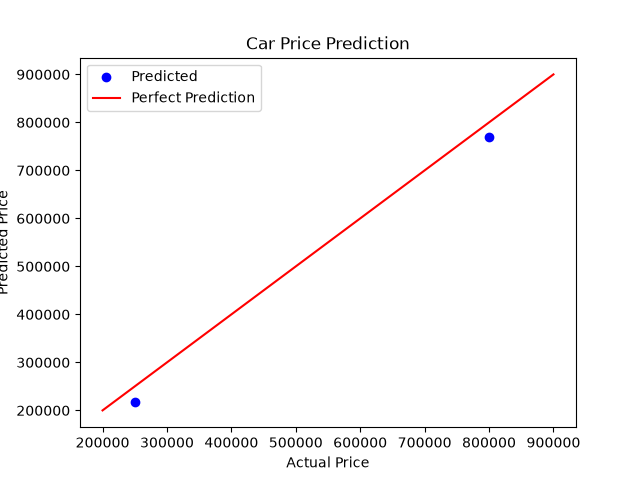 Car Price Prediction
Predicted
Perfect Prediction
900000
800000
700000
600000
500000
400000
300000
200000
Predicted Price
200000 300000 400000 500000 600000 700000 800000 900000
Actual Price